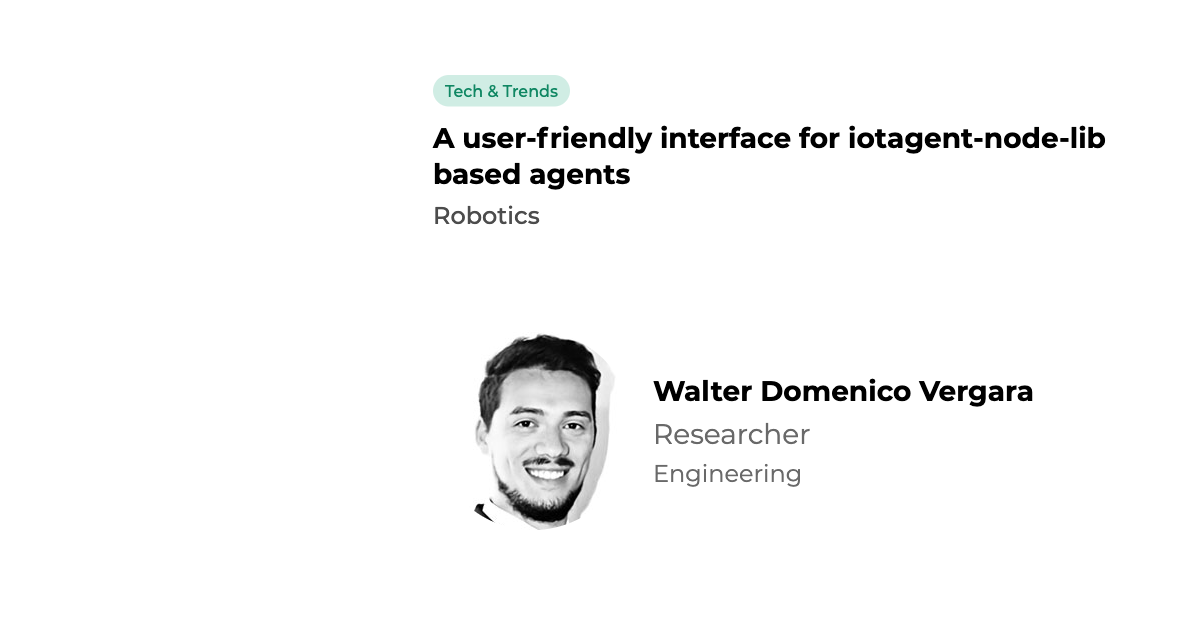 Tech & Trends
A user-friendly interface for iotagent-node-lib
based agents
Robotics
Walter Domenico Vergara
Researcher
Engineering